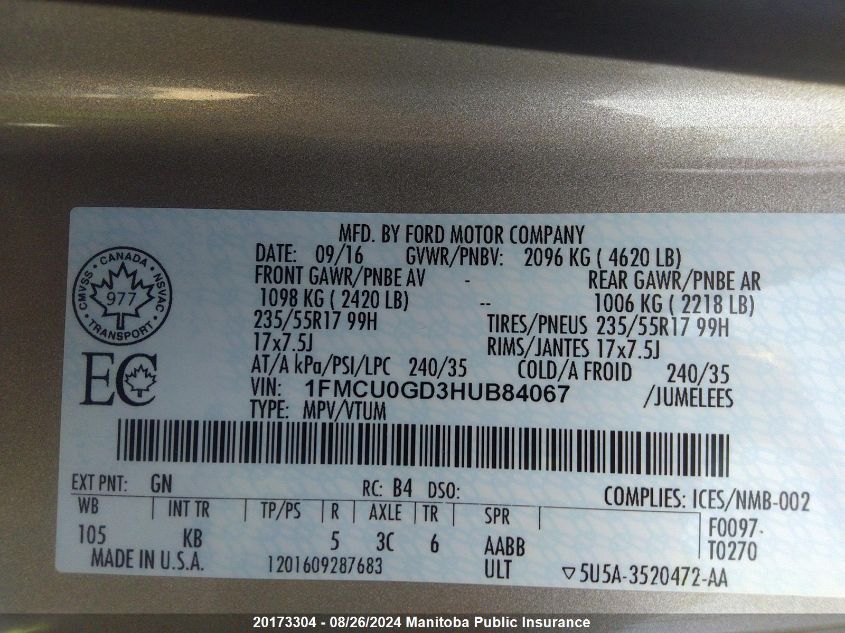 MFD. BY FORD MOTOR COMPANY
DATE: 09/16 GVWR/PNBV: 2096 KG ( 4620 LB)
FRONT GAWR/PNBE AV - REAR GAWR/PNBE AR
1098 KG ( 2420 LB) -- 1006 KG ( 2218 LB)
235/55R17 99H TIRES/PNEUS 235/55R17 99H
17x7.5J RIMS/JANTES 17x7.5J
AT/A kPa/PSI/LPC 240/35 COLD/A FROID 240/35
VIN: 1FMCU0GD3HUB84067 /JUMELEES
TYPE: MPV/VTUM
CMVSS · CANADA · NSVAC
977
TRANSPORT
EC
EXT PNT: GN RC: B4 DSO: COMPLIES: ICES/NMB-002
WB INT TR TP/PS R AXLE TR SPR F0097-
105 KB 5 3C 6 AABB T0270
MADE IN U.S.A. 1201609287683 ULT ▽5U5A-3520472-AA
20173304 - 08/26/2024 Manitoba Public Insurance